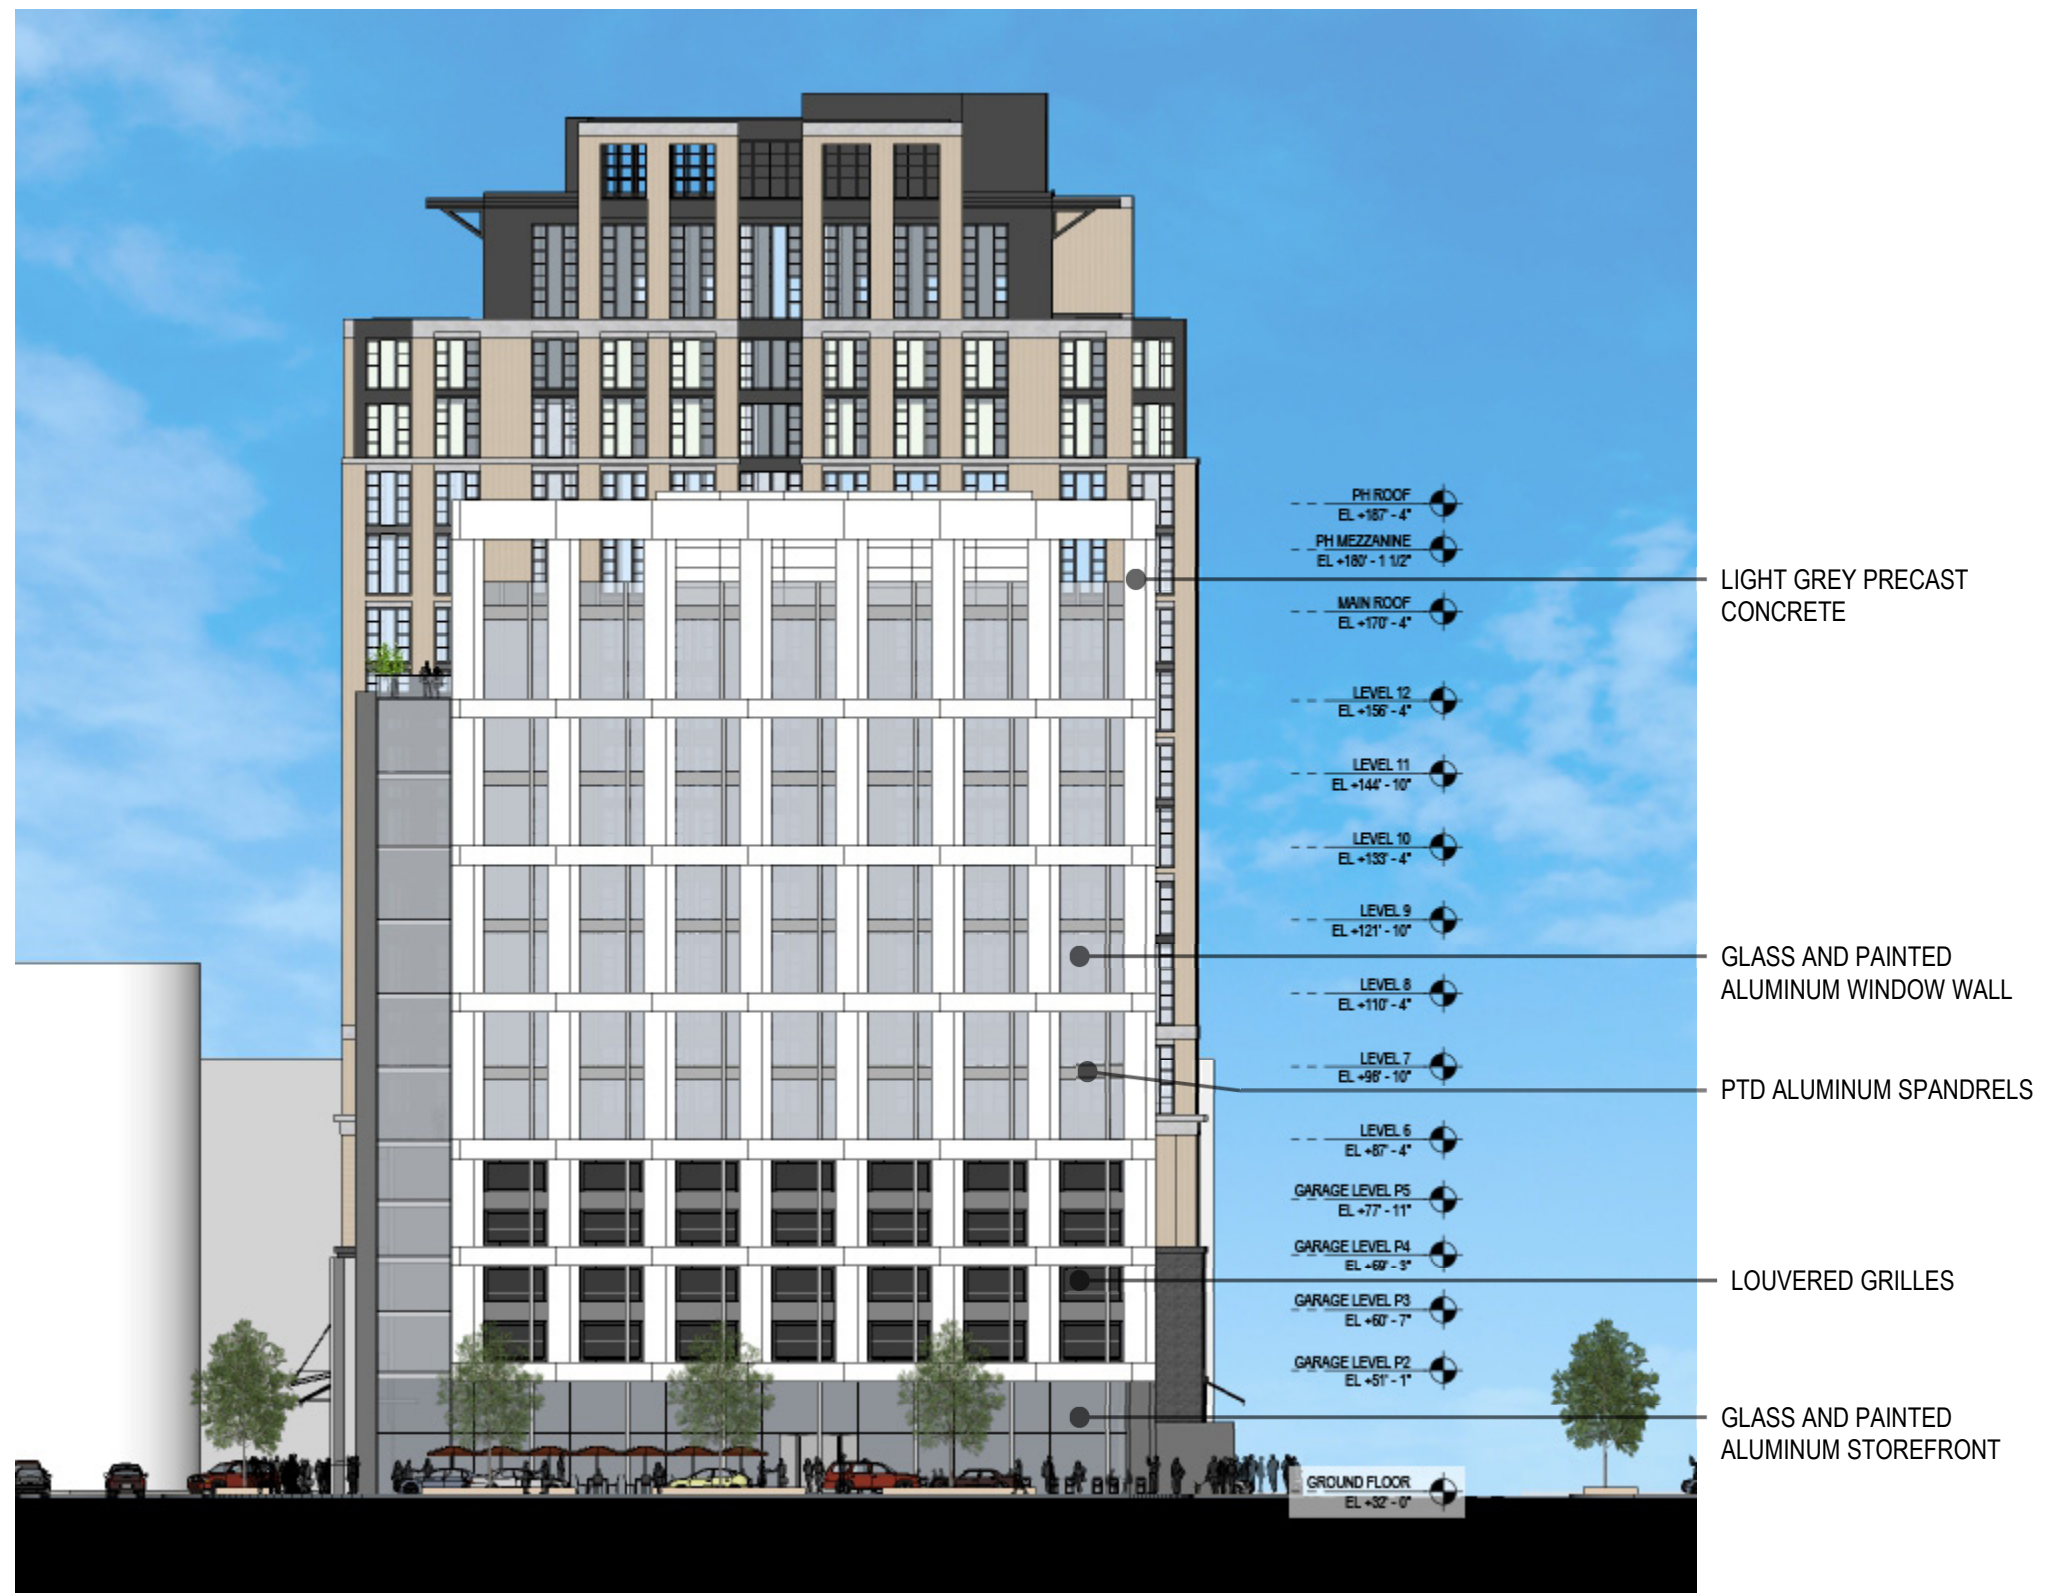 PH ROOF
EL +187' - 4"
PH MEZZANINE
EL +180' - 1 1/2"
MAIN ROOF
EL +170' - 4"
LEVEL 12
EL +156' - 4"
LEVEL 11
EL +144' - 10"
LEVEL 10
EL +133' - 4"
LEVEL 9
EL +121' - 10"
LEVEL 8
EL +110' - 4"
LEVEL 7
EL +98' - 10"
LEVEL 6
EL +87' - 4"
GARAGE LEVEL P5
EL +77' - 11"
GARAGE LEVEL P4
EL +69' - 3"
GARAGE LEVEL P3
EL +60' - 7"
GARAGE LEVEL P2
EL +51' - 1"
GROUND FLOOR
EL +32' - 0"
LIGHT GREY PRECAST
CONCRETE
GLASS AND PAINTED
ALUMINUM WINDOW WALL
PTD ALUMINUM SPANDRELS
LOUVERED GRILLES
GLASS AND PAINTED
ALUMINUM STOREFRONT